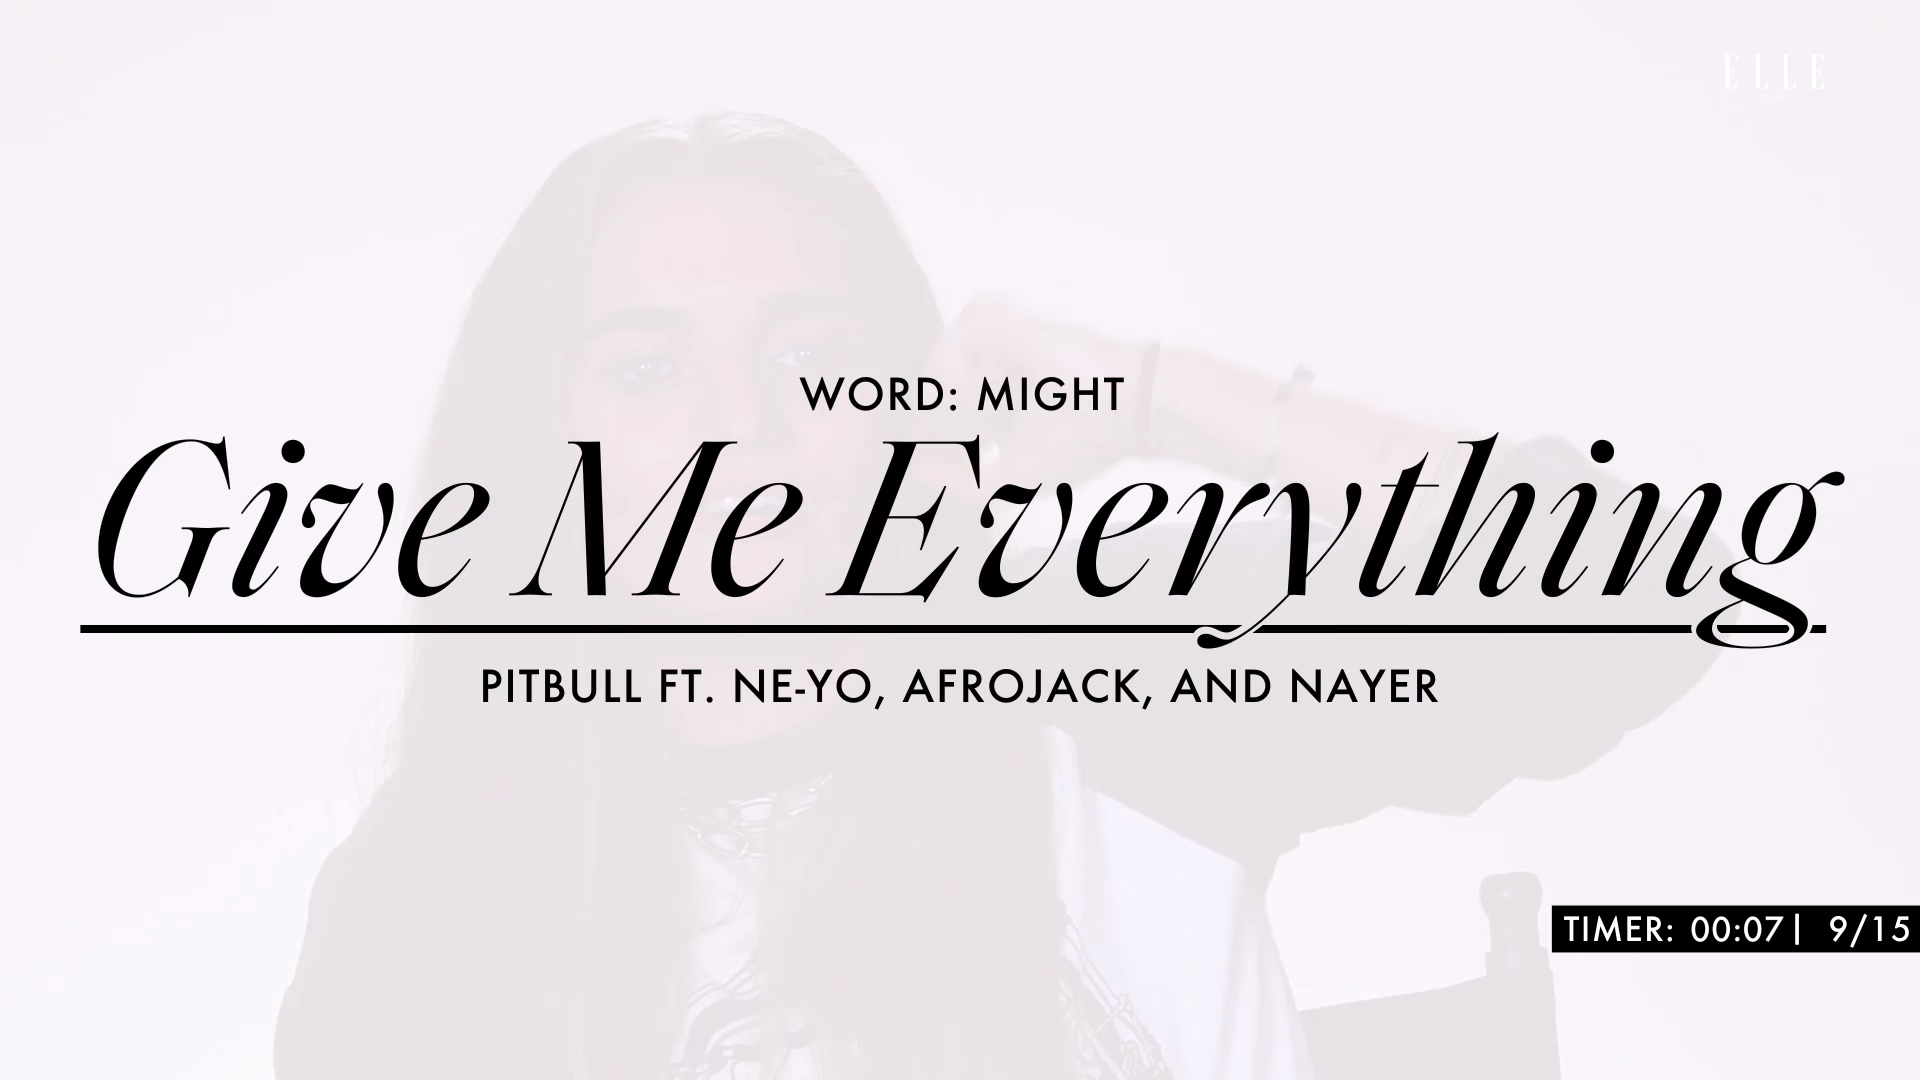 ELLE
WORD: MIGHT
Give Me Everything
PITBULL FT. NE-YO, AFROJACK, AND NAYER
TIMER: 00:07| 9/15